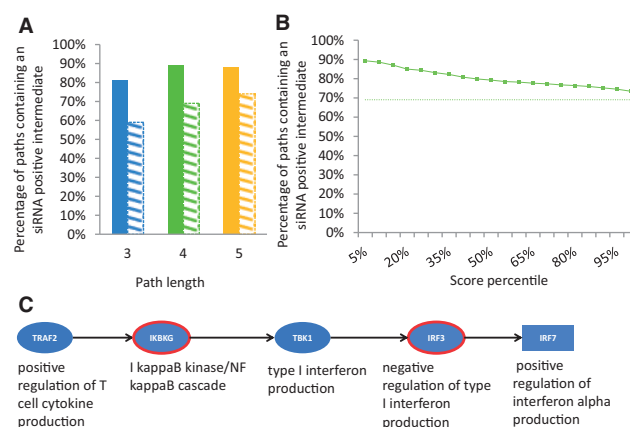 A
Percentage of paths containing an
siRNA positive intermediate
100%
90%
80%
70%
60%
50%
40%
30%
20%
10%
0%
3 4 5
Path length
B
Percentage of paths containing an
siRNA positive intermediate
100%
90%
80%
70%
60%
50%
40%
30%
20%
10%
0%
5% 20% 35% 50% 65% 80% 95%
Score percentile
C
TRAF2
IKBKG
TBK1
IRF3
IRF7
positive
regulation of T
cell cytokine
production
I kappaB kinase/NF
kappaB cascade
type I interferon
production
negative
regulation of type
I interferon
production
positive
regulation of
interferon alpha
production